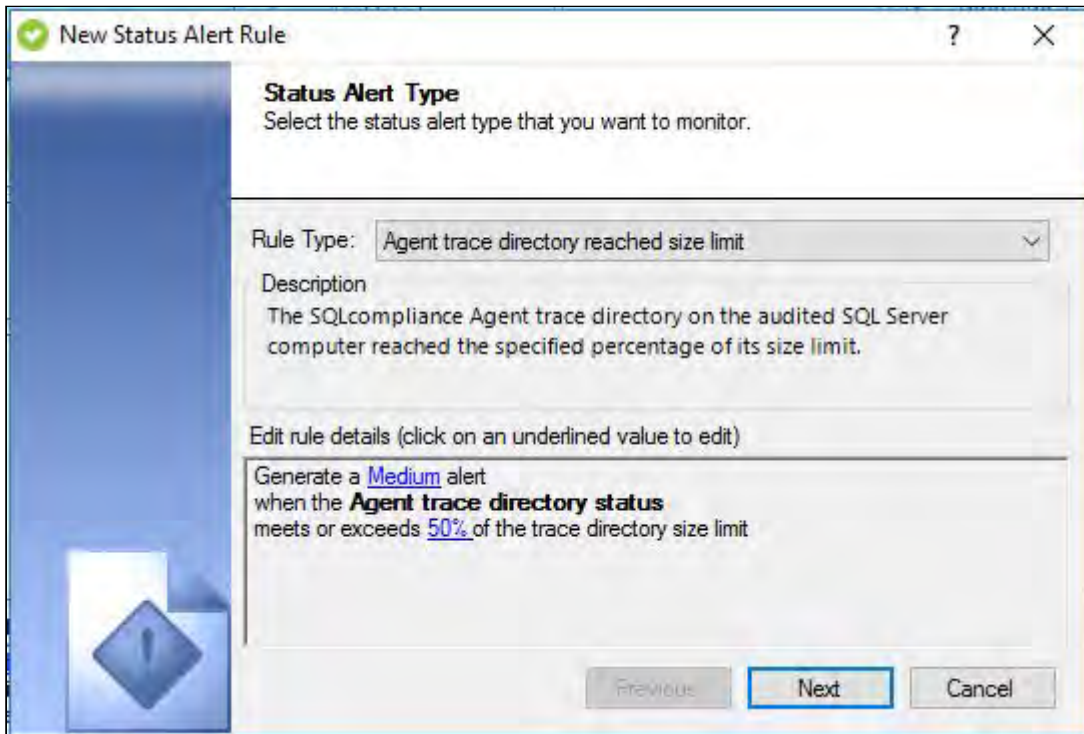 New Status Alert Rule
Status Alert Type
Select the status alert type that you want to monitor.
Rule Type: Agent trace directory reached size limit
Description
The SQLcompliance Agent trace directory on the audited SQL Server
computer reached the specified percentage of its size limit.
Edit rule details (click on an underlined value to edit)
Generate a Medium alert
when the Agent trace directory status
meets or exceeds 50% of the trace directory size limit
Previous Next Cancel